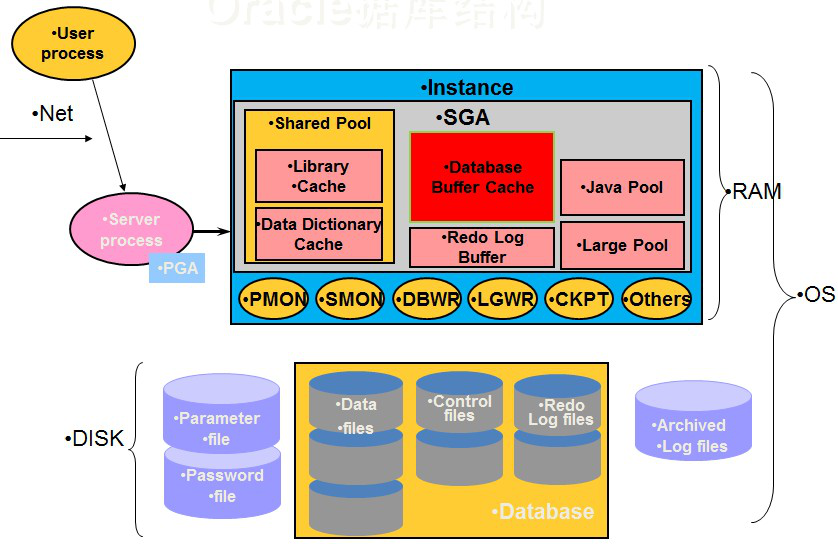 Oracle据库结构
•User
process
•Net
•Instance
•SGA
•Shared Pool
•Library
•Cache
•Data Dictionary
Cache
•Database
Buffer Cache
•Redo Log
Buffer
•Java Pool
•Large Pool
•RAM
•Server
process
•PGA
•PMON
•SMON
•DBWR
•LGWR
•CKPT
•Others
•OS
•DISK
•Parameter
•file
•Password
•file
•Data
•files
•Control
files
•Redo
Log files
•Database
•Archived
•Log files